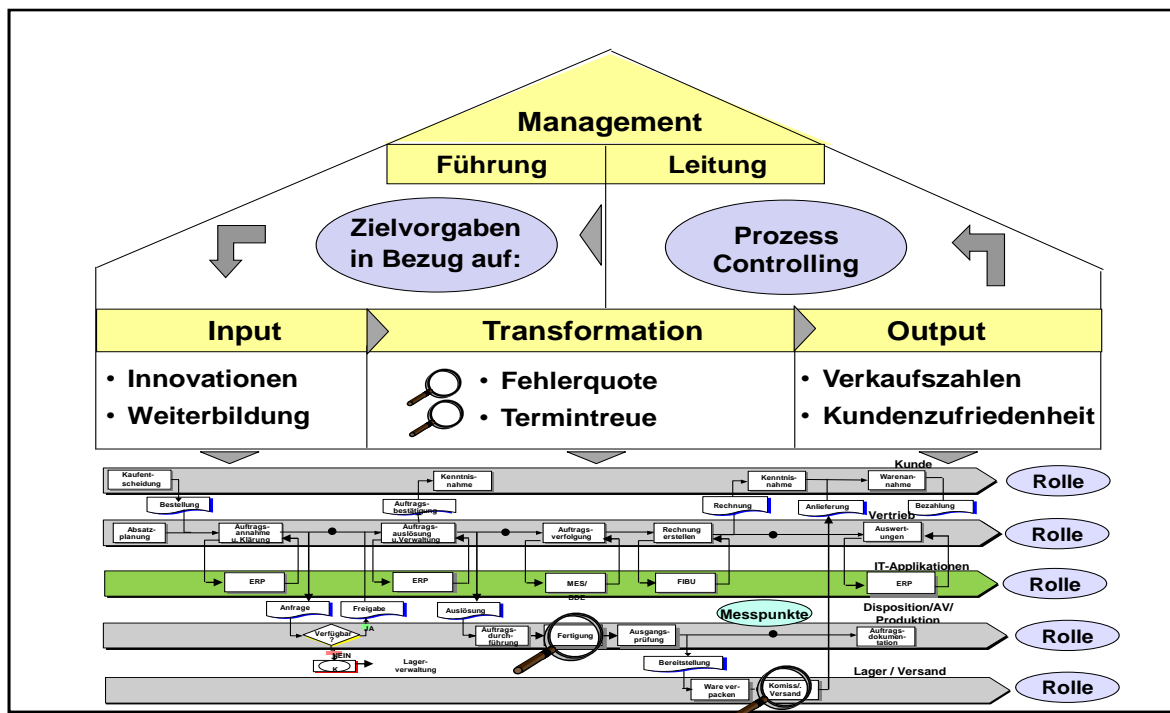 Management
Führung
Leitung
Zielvorgaben
in Bezug auf:
Prozess
Controlling
Input
Transformation
Output
• Innovationen
• Weiterbildung
• Fehlerquote
• Termintreue
• Verkaufszahlen
• Kundenzufriedenheit
Kunde
Kaufent-
scheidung
Kenntnis-
nahme
Kenntnis-
nahme
Warenan-
nahme
Rolle
Bestellung
Auftrags-
bestätigung
Rechnung
Anlieferung
Bezahlung
Vertrieb
Absatz-
planung
Auftrags-
annahme
u. Klärung
Auftrags-
auslösung
u.Verwaltung
Auftrags-
verfolgung
Rechnung
erstellen
Auswert-
ungen
Rolle
IT-Applikationen
ERP
ERP
MES/
BDE
FIBU
ERP
Rolle
Anfrage
Freigabe
Auslösung
Messpunkte
Disposition/AV/
Produktion
Verfügbar
?
JA
NEIN
K
Lager-
verwaltung
Auftrags-
durch-
führung
Fertigung
Ausgangs-
prüfung
Auftrags-
dokumen-
tation
Rolle
Bereitstellung
Lager / Versand
Ware ver-
packen
Komiss/.
Versand
Rolle